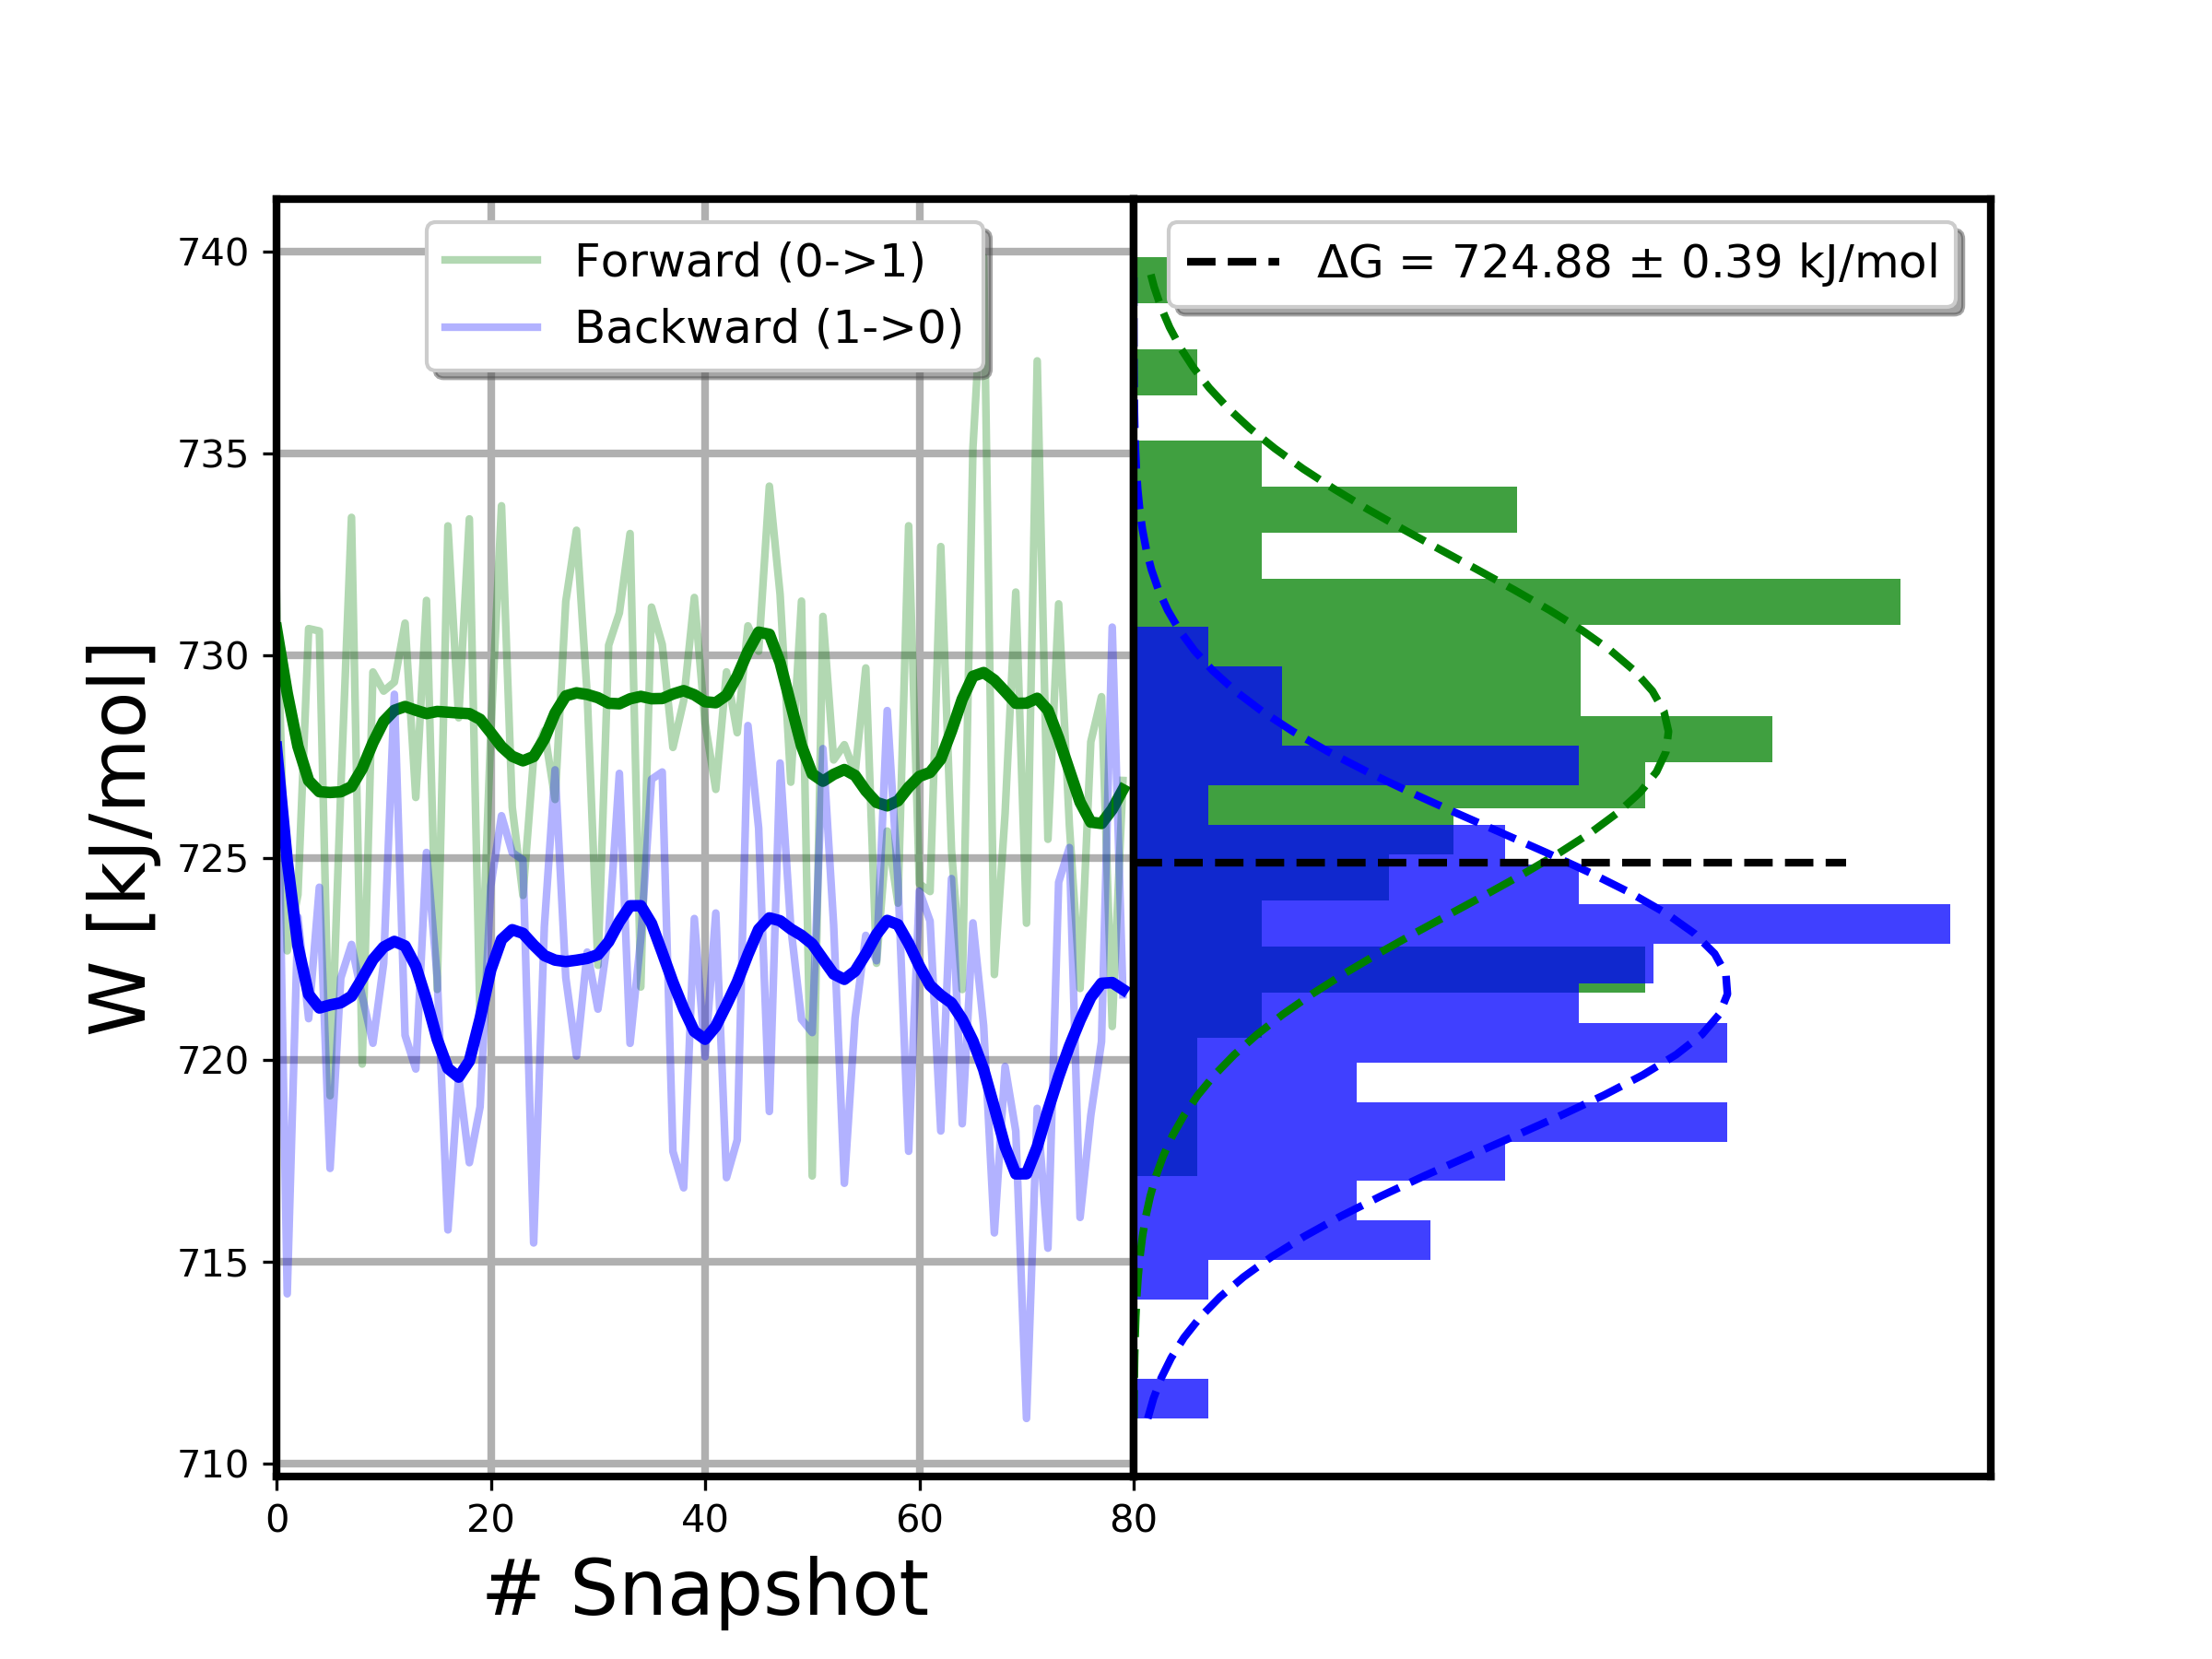 Forward (0->1)
Backward (1->0)
ΔG = 724.88 ± 0.39 kJ/mol
W [kJ/mol]
740
735
730
725
720
715
710
0 20 40 60 80
# Snapshot